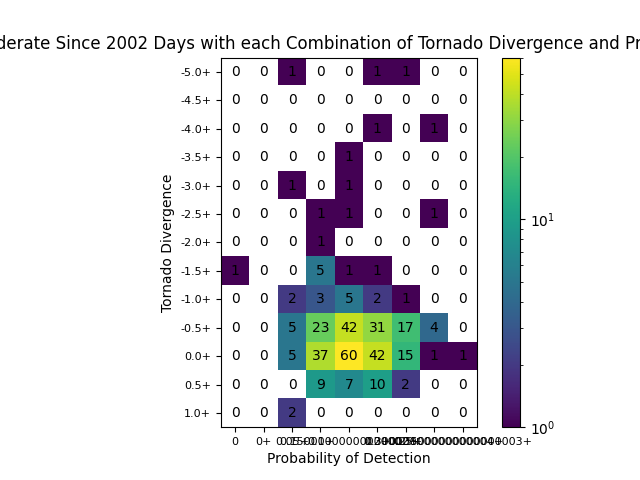 derate Since 2002 Days with each Combination of Tornado Divergence and Pr
-5.0+ 0 0 1 0 0 1 1 0 0
-4.5+ 0 0 0 0 0 0 0 0 0
-4.0+ 0 0 0 0 0 1 0 1 0
-3.5+ 0 0 0 0 1 0 0 0 0
-3.0+ 0 0 1 0 1 0 0 0 0
-2.5+ 0 0 0 1 1 0 0 1 0
-2.0+ 0 0 0 1 0 0 0 0 0
-1.5+ 1 0 0 5 1 1 0 0 0
-1.0+ 0 0 2 3 5 2 1 0 0
-0.5+ 0 0 5 23 42 31 17 4 0
0.0+ 0 0 5 37 60 42 15 1 1
0.5+ 0 0 0 9 7 10 2 0 0
1.0+ 0 0 2 0 0 0 0 0 0
0 0+
Probability of Detection
Tornado Divergence
10¹
10⁰